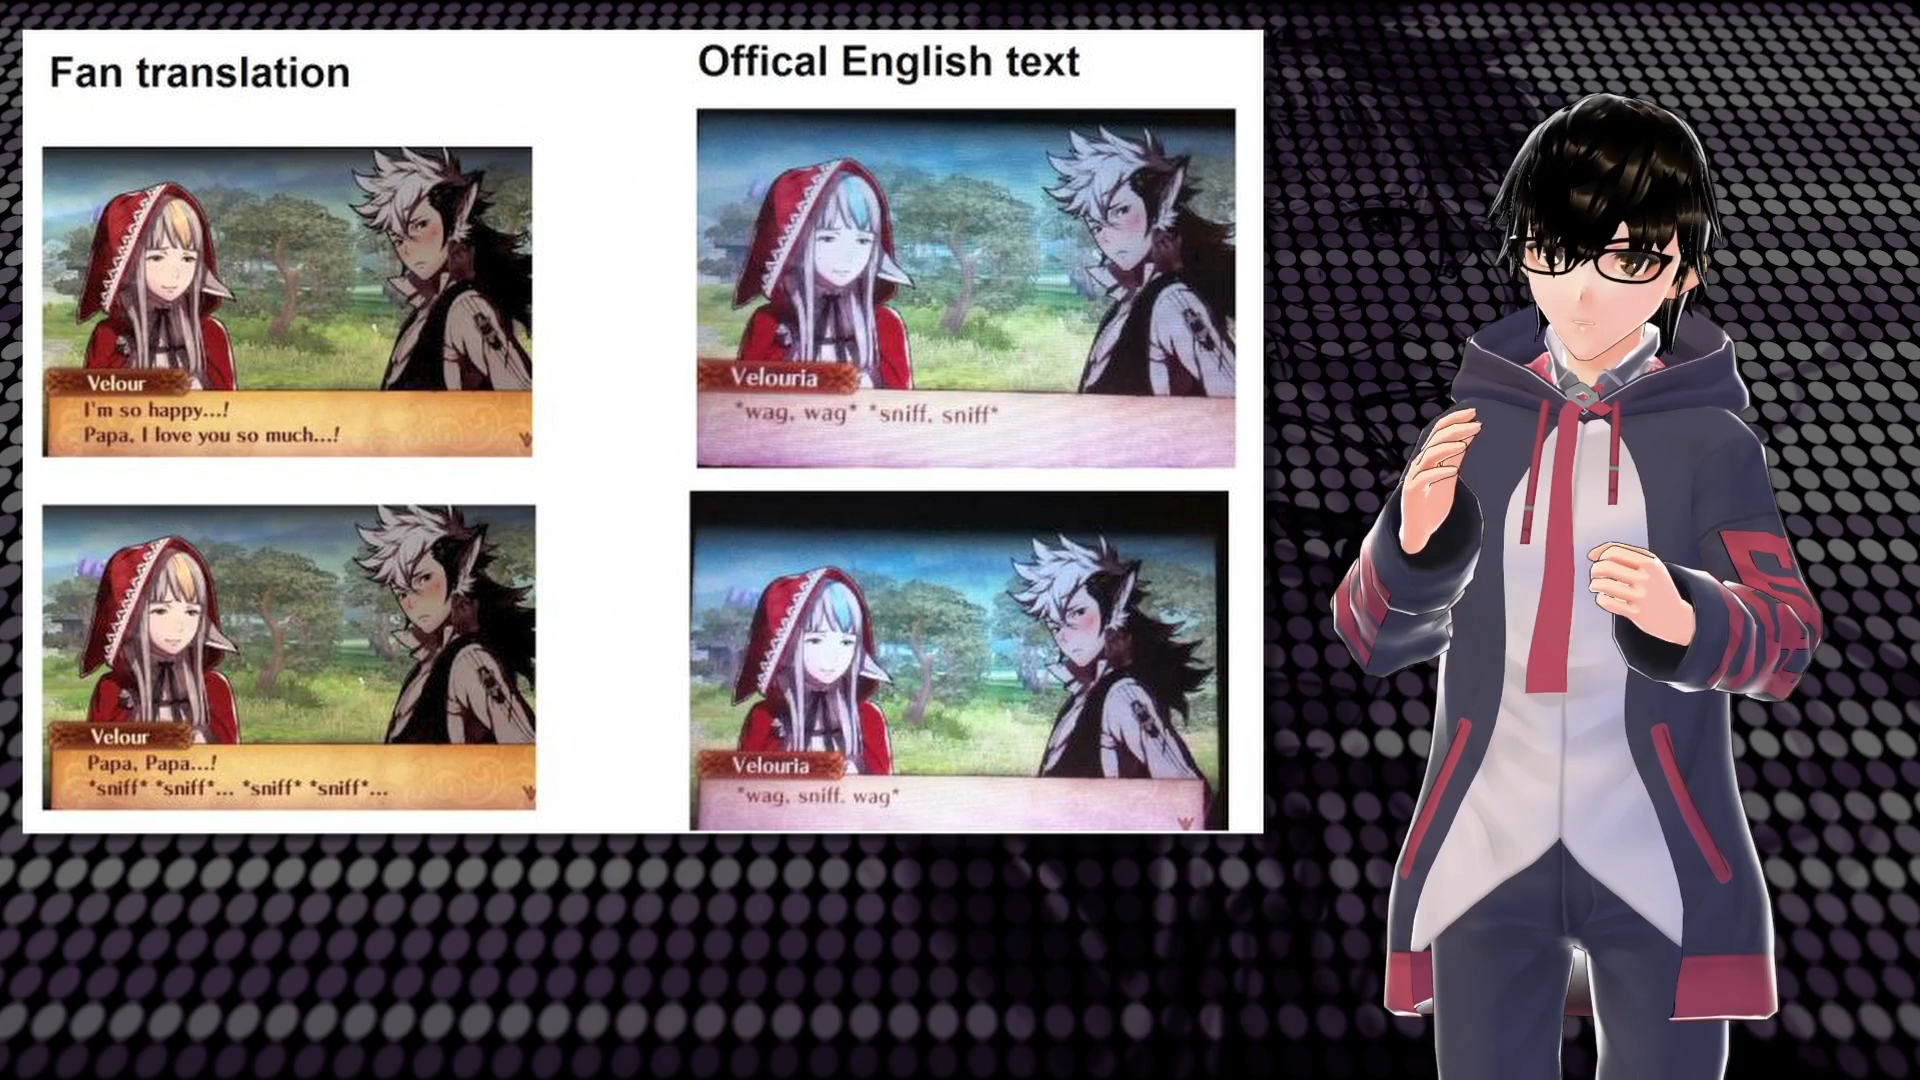 Fan translation
Velour
I'm so happy...!
Papa, I love you so much...!
Velour
Papa, Papa...!
*sniff* *sniff*... *sniff* *sniff*...
Offical English text
Velouria
*wag, wag* *sniff, sniff*
Velouria
*wag, sniff, wag*